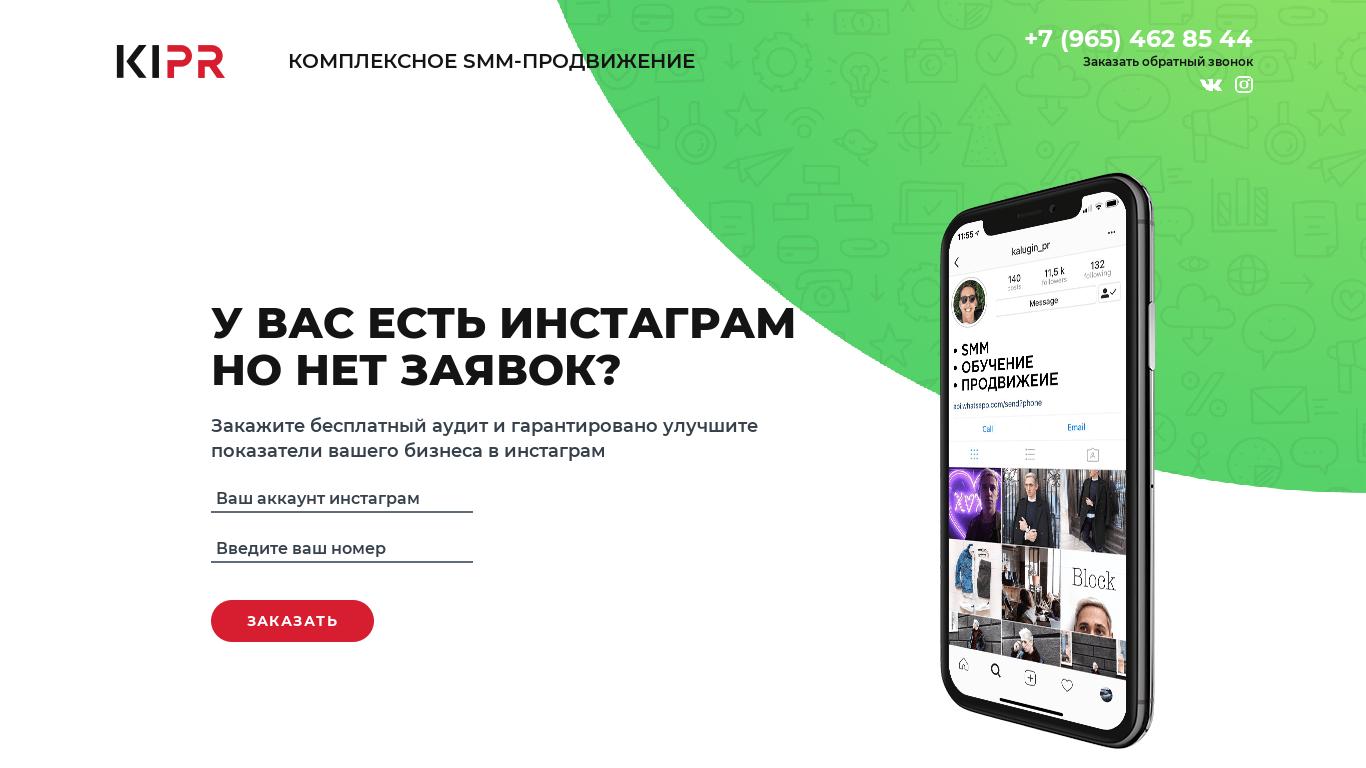 KIPR
КОМПЛЕКСНОЕ SMM-ПРОДВИЖЕНИЕ
+7 (965) 462 85 44
Заказать обратный звонок
У ВАС ЕСТЬ ИНСТАГРАМ
НО НЕТ ЗАЯВОК?
Закажите бесплатный аудит и гарантировано улучшите
показатели вашего бизнеса в инстаграм
Ваш аккаунт инстаграм
Введите ваш номер
ЗАКАЗАТЬ
11:55
kalugin_pr
140 11,5 k 132
posts followers following
Message
• SMM
• ОБУЧЕНИЕ
• ПРОДВИЖЕИЕ
api.whatsapp.com/send?phone
Call Email
Block